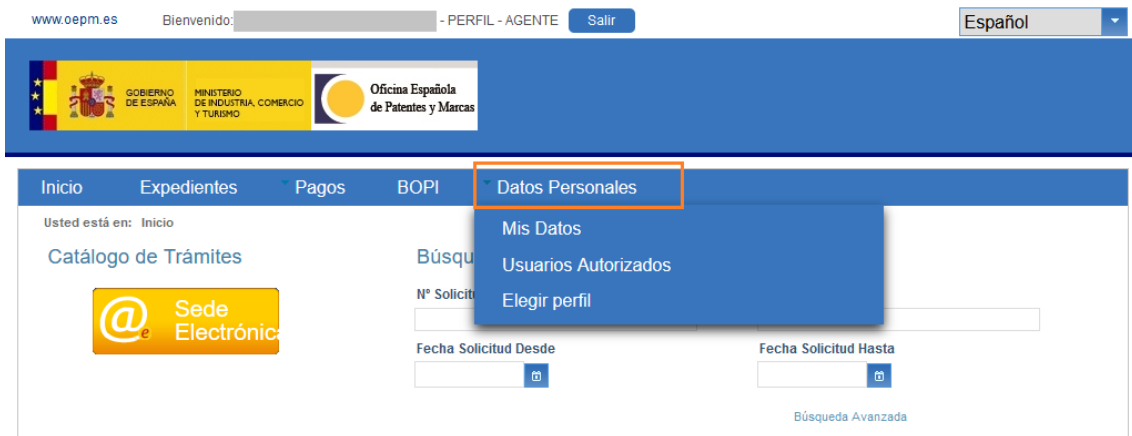 www.oepm.es Bienvenido: - PERFIL - AGENTE Salir Español
GOBIERNO
DE ESPAÑA
MINISTERIO
DE INDUSTRIA, COMERCIO
Y TURISMO
Oficina Española
de Patentes y Marcas
Inicio Expedientes Pagos BOPI Datos Personales
Usted está en: Inicio
Mis Datos
Usuarios Autorizados
Elegir perfil
Catálogo de Trámites
@e Sede
Electrónica
Búsqu
Nº Solicitu
Fecha Solicitud Desde Fecha Solicitud Hasta
Búsqueda Avanzada